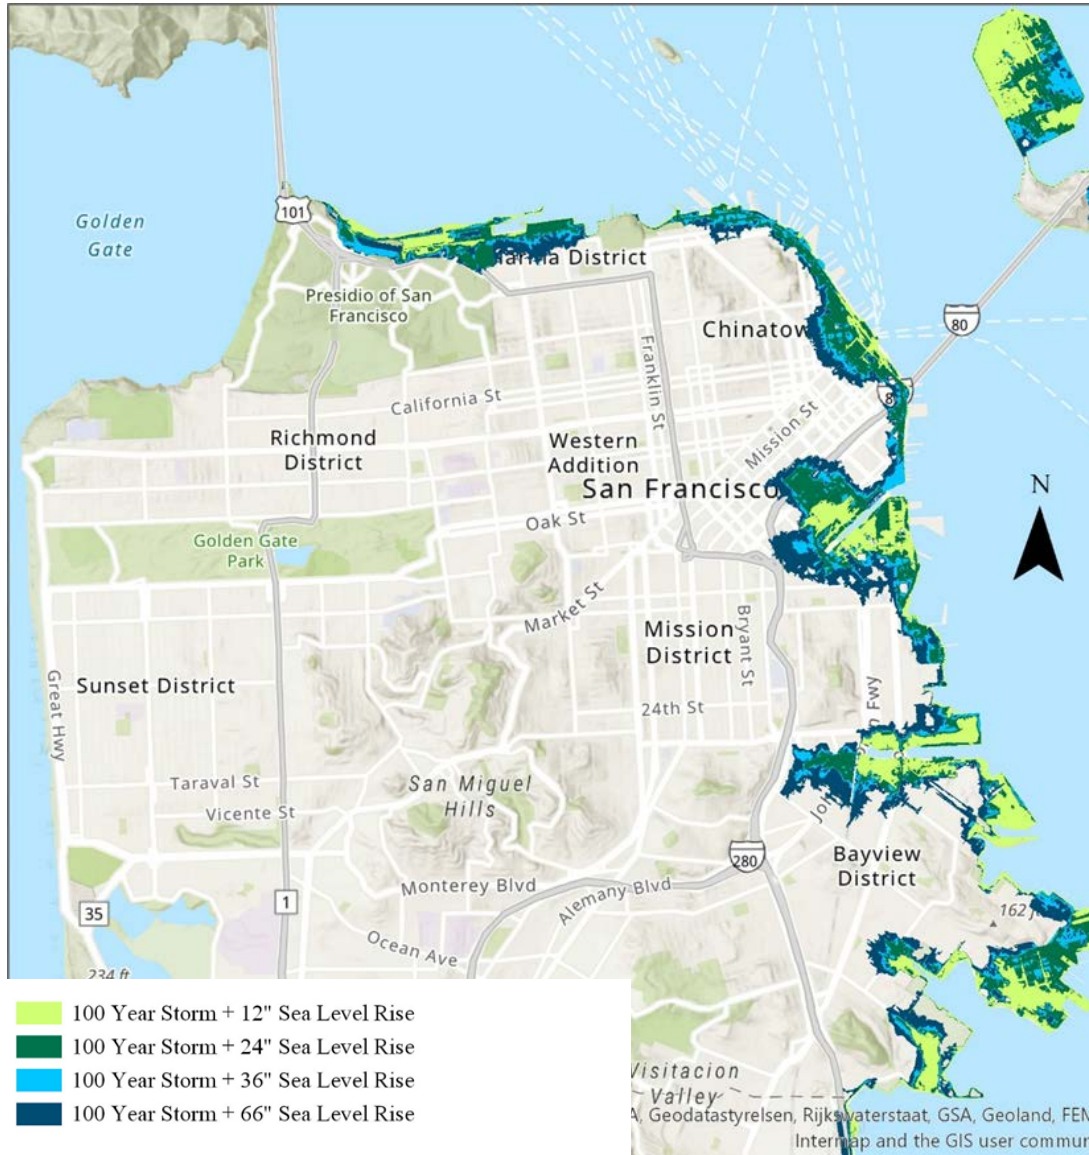 Golden
Gate
101
Presidio of San
Francisco
District
80
California St
Franklin St
Mission St
Richmond
District
Western
Addition
San Francisco
Oak St
N
Golden Gate
Park
Market St
Mission
District
Bryant St
Great Hwy
Sunset District
24th St
Fwy
Taraval St
San Miguel
Hills
Vicente St
Bayview
District
280
Monterey Blvd
Alemany Blvd
1
35
Ocean Ave
162
234 ft
100 Year Storm + 12" Sea Level Rise
100 Year Storm + 24" Sea Level Rise
100 Year Storm + 36" Sea Level Rise
100 Year Storm + 66" Sea Level Rise
Visitacion
Valley
A, Geodatastyrelsen, Rijkswaterstaat, GSA, Geoland, FEM
Intermap and the GIS user commun